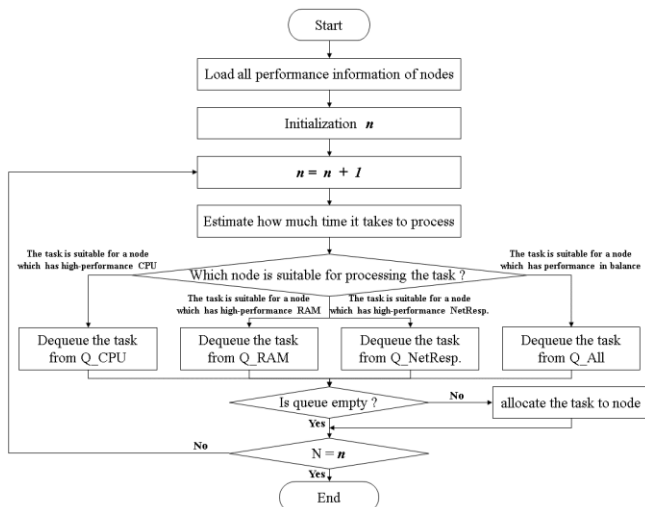 Start
Load all performance information of nodes
Initialization n
n = n + 1
Estimate how much time it takes to process
The task is suitable for a node
which has high-performance CPU
The task is suitable for a node
which has performance in balance
Which node is suitable for processing the task ?
The task is suitable for a node
which has high-performance RAM
The task is suitable for a node
which has high-performance NetResp.
Dequeue the task
from Q_CPU
Dequeue the task
from Q_RAM
Dequeue the task
from Q_NetResp.
Dequeue the task
from Q_All
Is queue empty ?
No
allocate the task to node
Yes
No
N = n
Yes
End